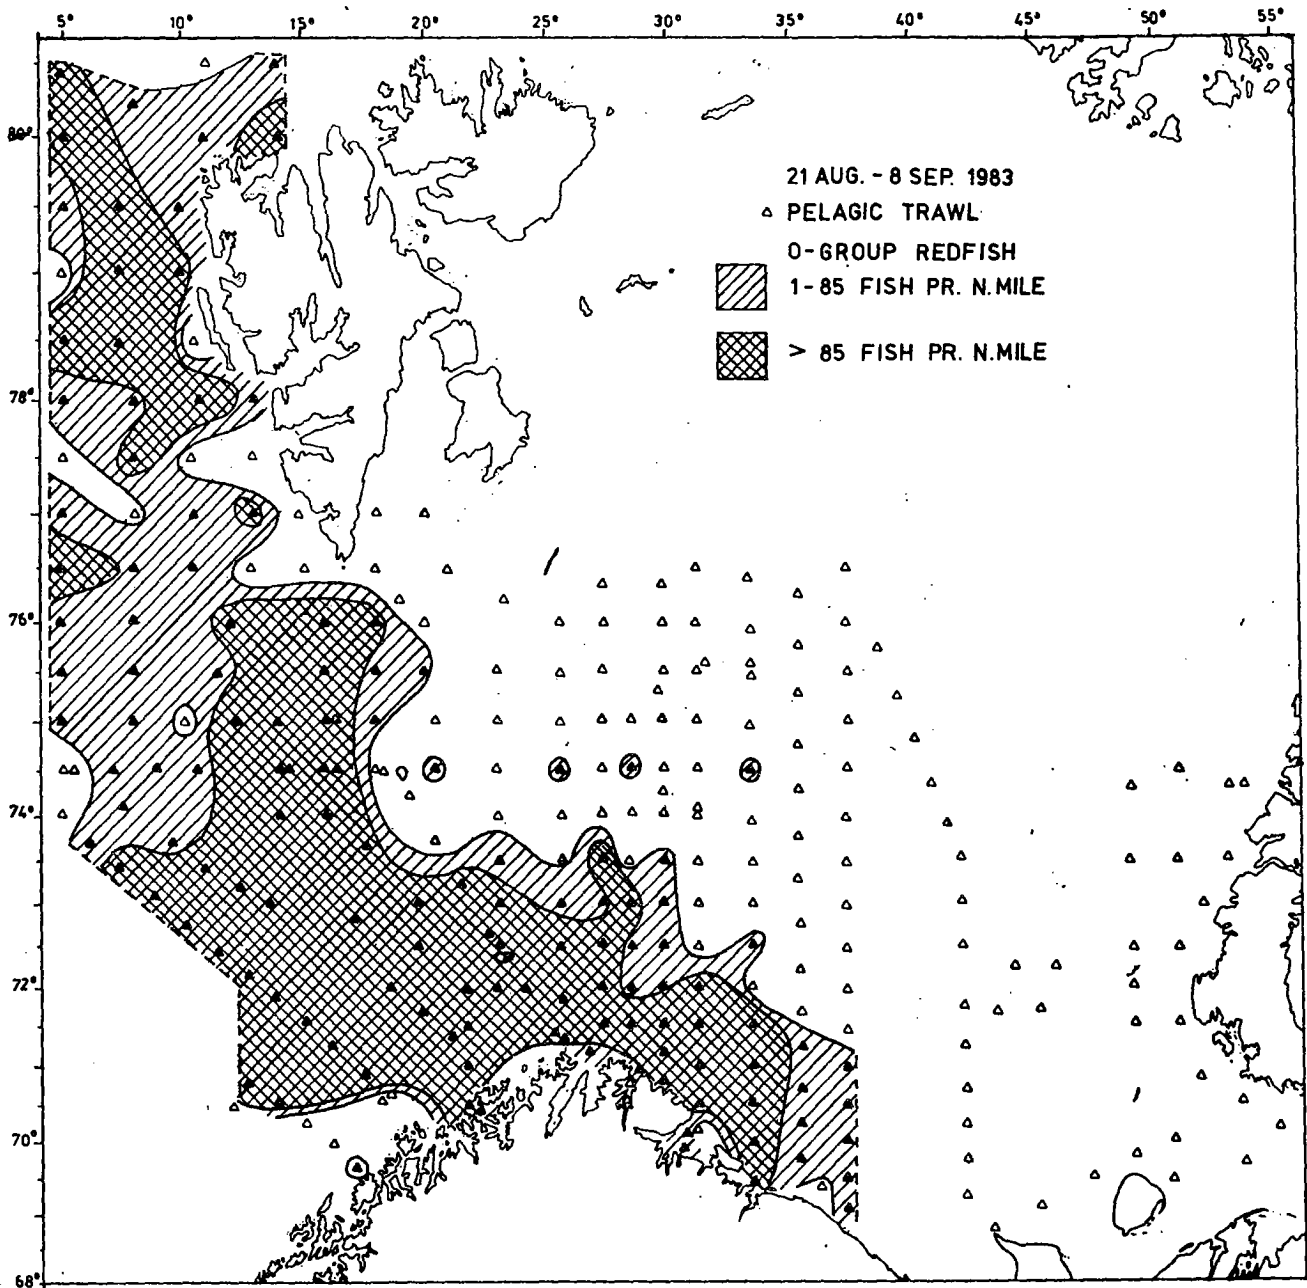 5° 10° 15° 20° 25° 30° 35° 40° 45° 50° 55°
80°
21 AUG. - 8 SEP. 1983
△ PELAGIC TRAWL
0-GROUP REDFISH
1-85 FISH PR. N.MILE
> 85 FISH PR. N.MILE
78°
76°
74°
72°
70°
68°